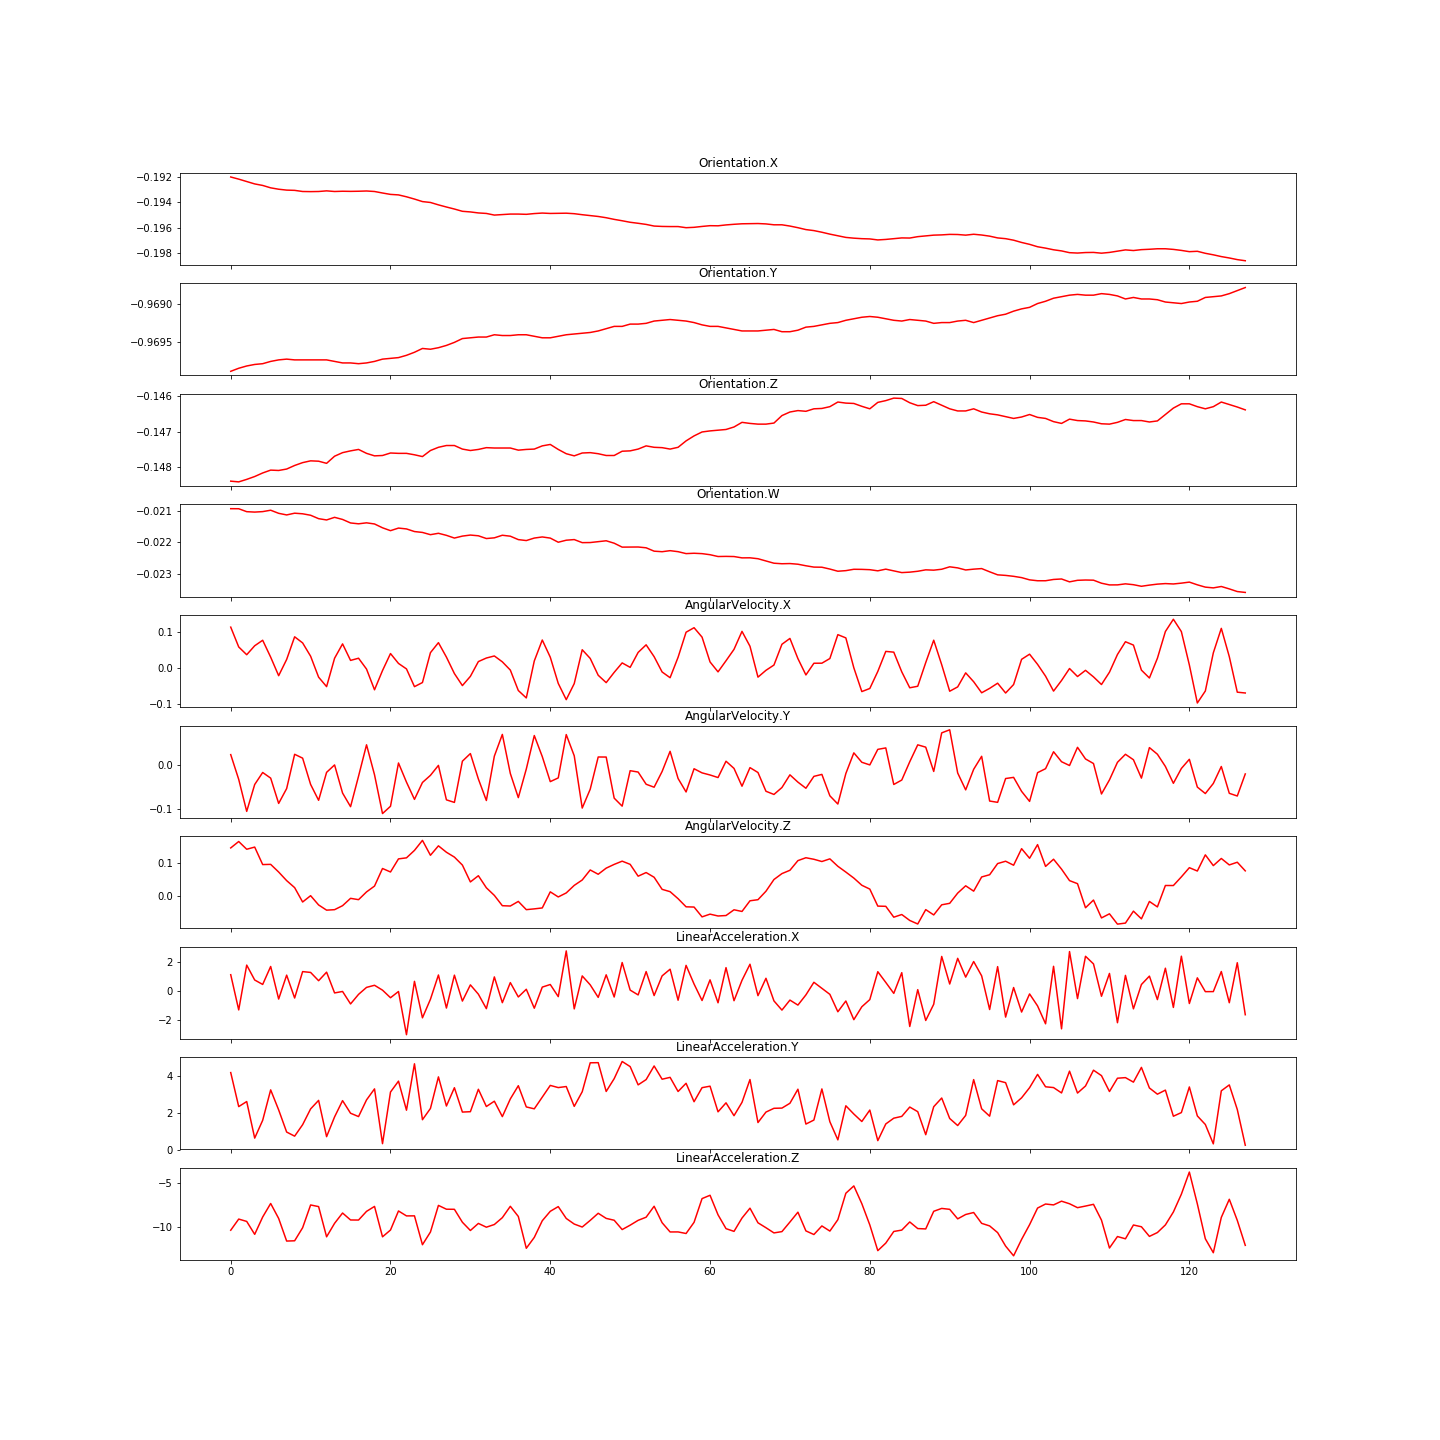 Orientation.X
−0.192
−0.194
−0.196
−0.198
Orientation.Y
−0.9690
−0.9695
Orientation.Z
−0.146
−0.147
−0.148
Orientation.W
−0.021
−0.022
−0.023
AngularVelocity.X
0.1
0.0
−0.1
AngularVelocity.Y
0.0
−0.1
AngularVelocity.Z
0.1
0.0
LinearAcceleration.X
2
0
−2
LinearAcceleration.Y
4
2
0
LinearAcceleration.Z
−5
−10
0 20 40 60 80 100 120